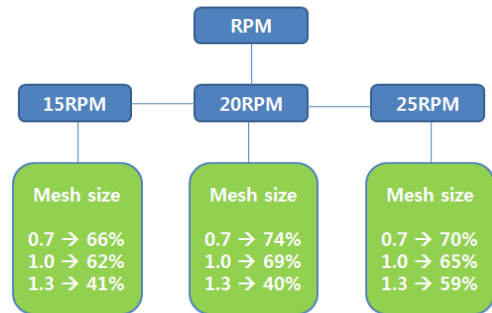 RPM
15RPM
20RPM
25RPM
Mesh size
0.7 → 66%
1.0 → 62%
1.3 → 41%
Mesh size
0.7 → 74%
1.0 → 69%
1.3 → 40%
Mesh size
0.7 → 70%
1.0 → 65%
1.3 → 59%